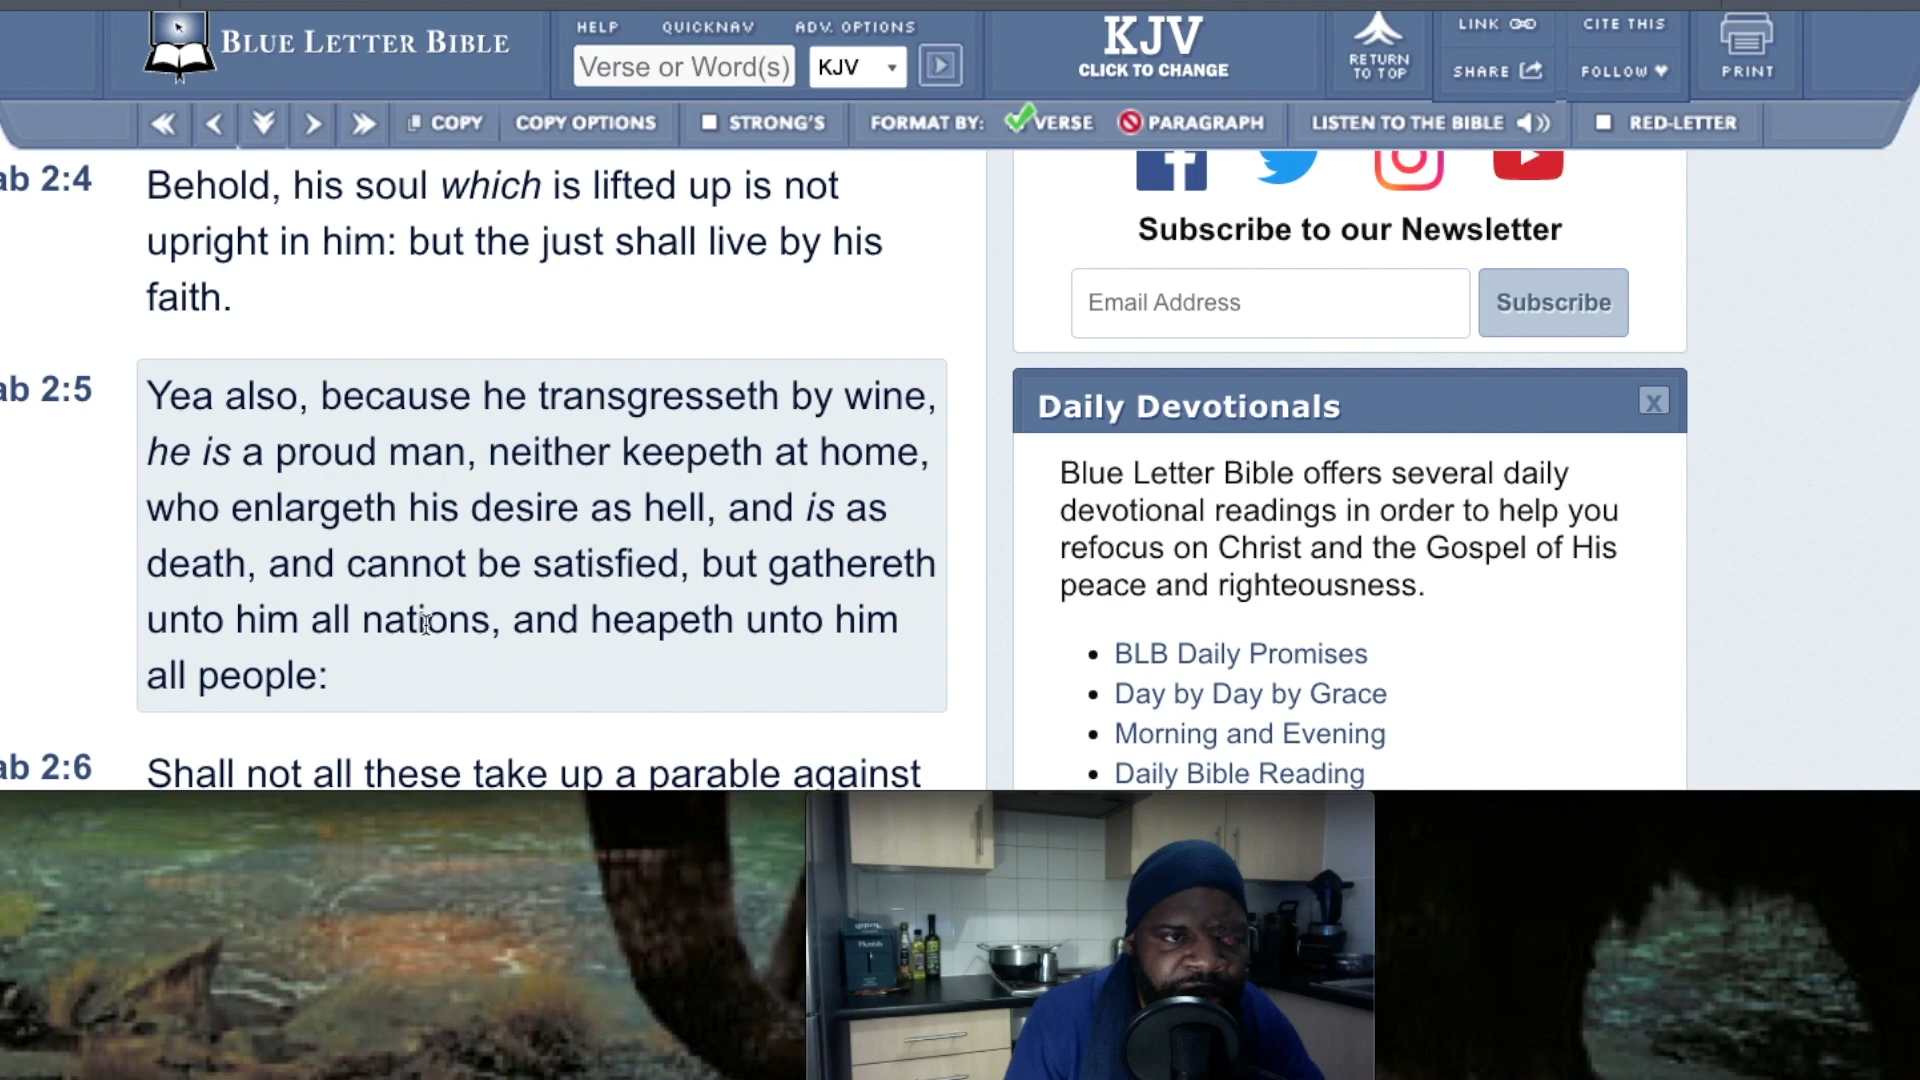 BLUE LETTER BIBLE
HELP QUICKNAV ADV. OPTIONS
Verse or Word(s) KJV
KJV
CLICK TO CHANGE
RETURN
TO TOP
LINK
SHARE
CITE THIS
FOLLOW
PRINT
COPY COPY OPTIONS STRONG'S FORMAT BY: VERSE PARAGRAPH LISTEN TO THE BIBLE RED-LETTER
ab 2:4 Behold, his soul which is lifted up is not
upright in him: but the just shall live by his
faith.
ab 2:5 Yea also, because he transgresseth by wine,
he is a proud man, neither keepeth at home,
who enlargeth his desire as hell, and is as
death, and cannot be satisfied, but gathereth
unto him all nations, and heapeth unto him
all people:
ab 2:6 Shall not all these take up a parable against
Subscribe to our Newsletter
Email Address Subscribe
Daily Devotionals x
Blue Letter Bible offers several daily
devotional readings in order to help you
refocus on Christ and the Gospel of His
peace and righteousness.
BLB Daily Promises
Day by Day by Grace
Morning and Evening
Daily Bible Reading